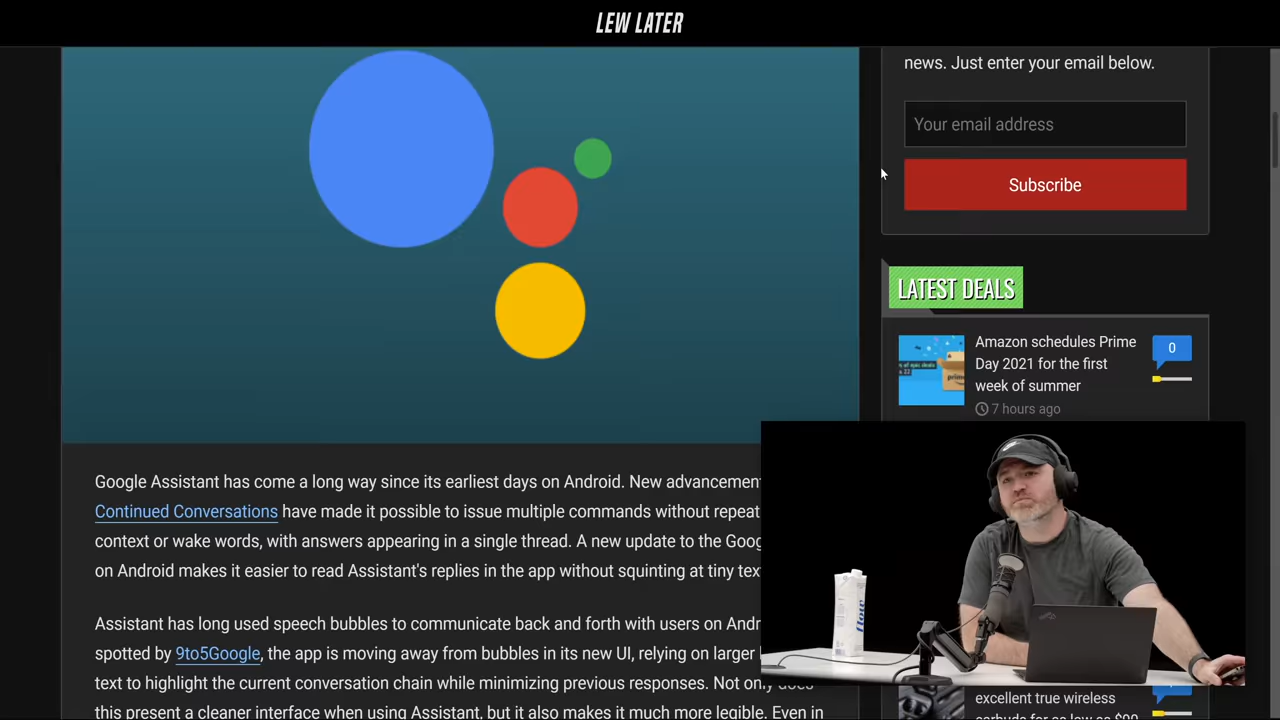 LEW LATER
news. Just enter your email below.
Your email address
Subscribe
LATEST DEALS
Amazon schedules Prime
Day 2021 for the first
week of summer
0
7 hours ago
Google Assistant has come a long way since its earliest days on Android. New advancement
Continued Conversations have made it possible to issue multiple commands without repeat
context or wake words, with answers appearing in a single thread. A new update to the Goog
on Android makes it easier to read Assistant's replies in the app without squinting at tiny tex
Assistant has long used speech bubbles to communicate back and forth with users on Andr
spotted by 9to5Google, the app is moving away from bubbles in its new UI, relying on larger
text to highlight the current conversation chain while minimizing previous responses. Not only does
this present a cleaner interface when using Assistant, but it also makes it much more legible. Even in
flow
excellent true wireless
earbuds for as low as $90